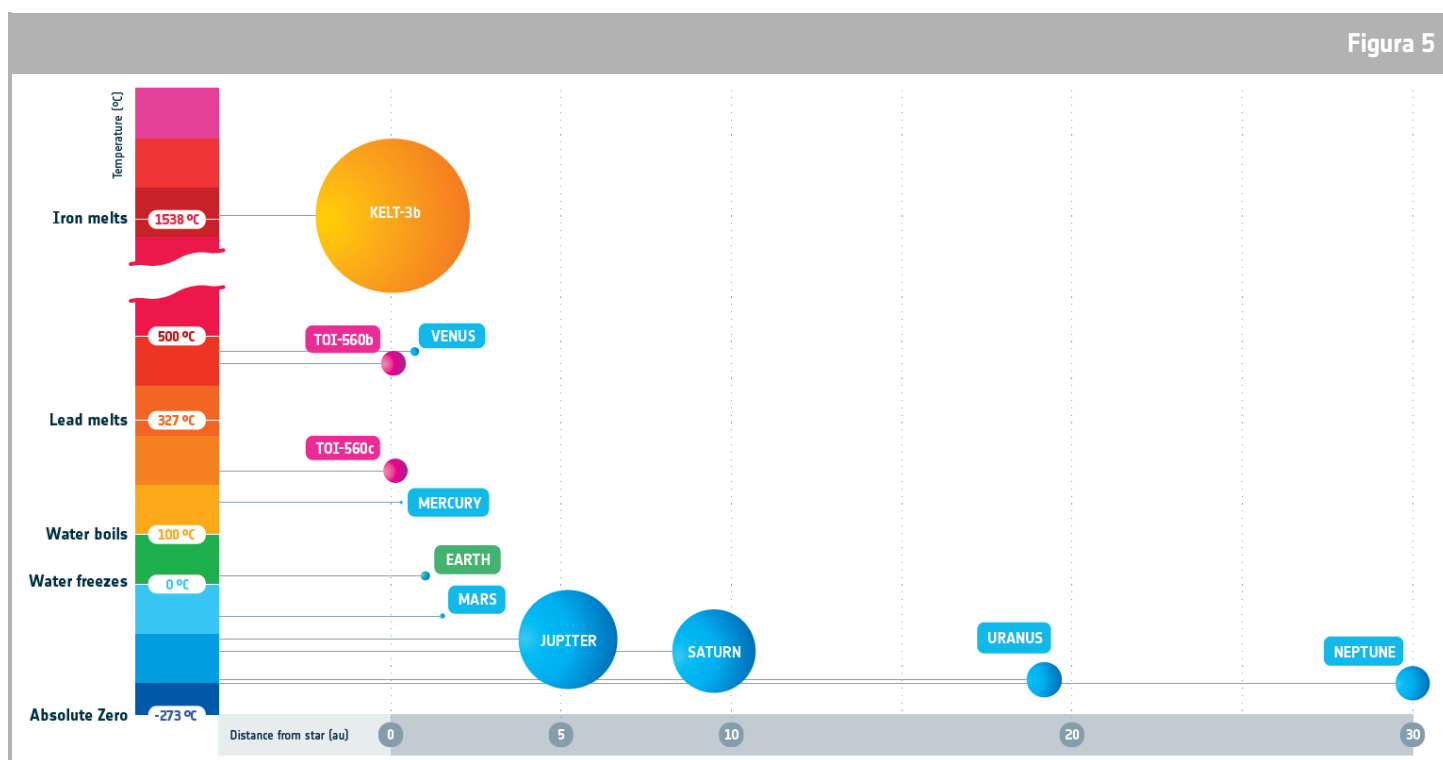 Figura 5
Temperature (ºC)
Iron melts
1538 ºC
KELT-3b
500 ºC
TOI-560b
VENUS
Lead melts
327 ºC
TOI-560c
MERCURY
Water boils
100 ºC
EARTH
Water freezes
0 ºC
MARS
JUPITER
SATURN
URANUS
NEPTUNE
Absolute Zero
-273 ºC
Distance from star (au)
0
5
10
20
30